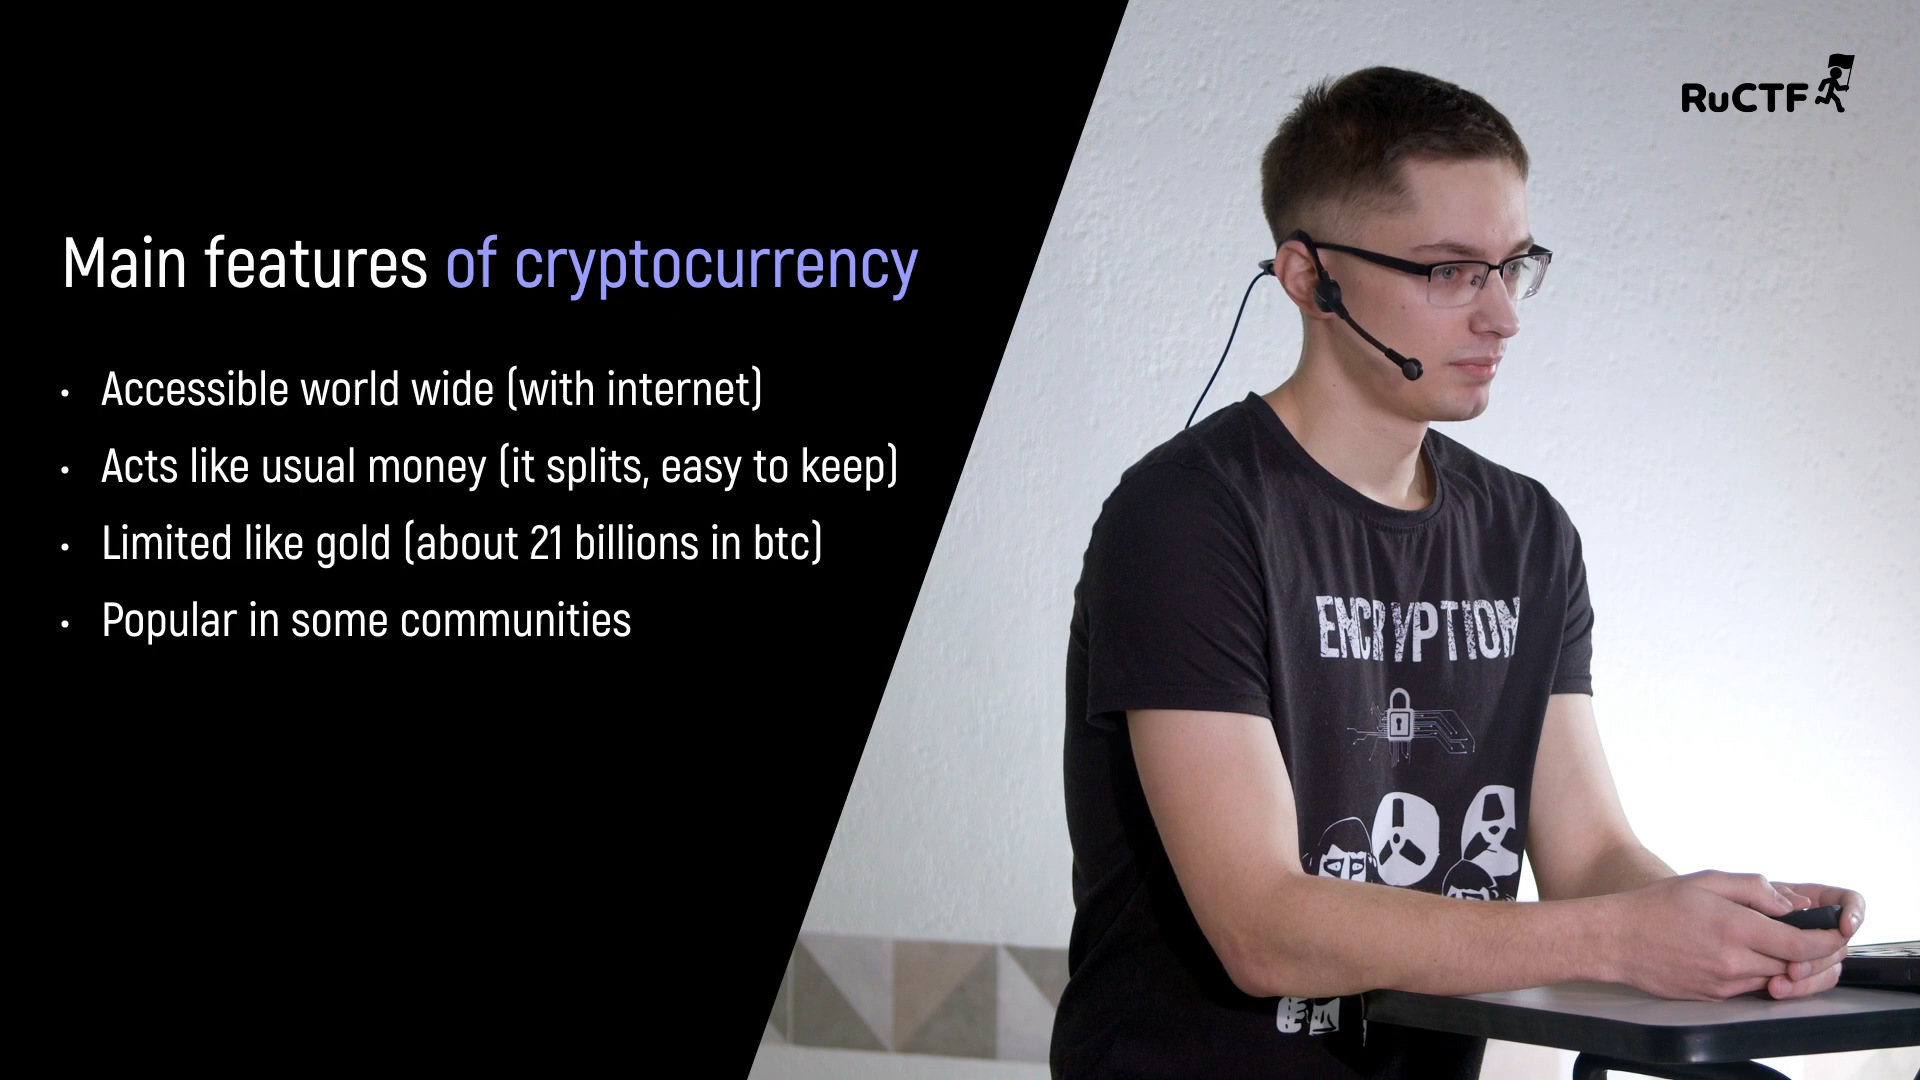 RuCTF
Main features of cryptocurrency
• Accessible world wide (with internet)
• Acts like usual money (it splits, easy to keep)
• Limited like gold (about 21 billions in btc)
• Popular in some communities
ENCRYPTION